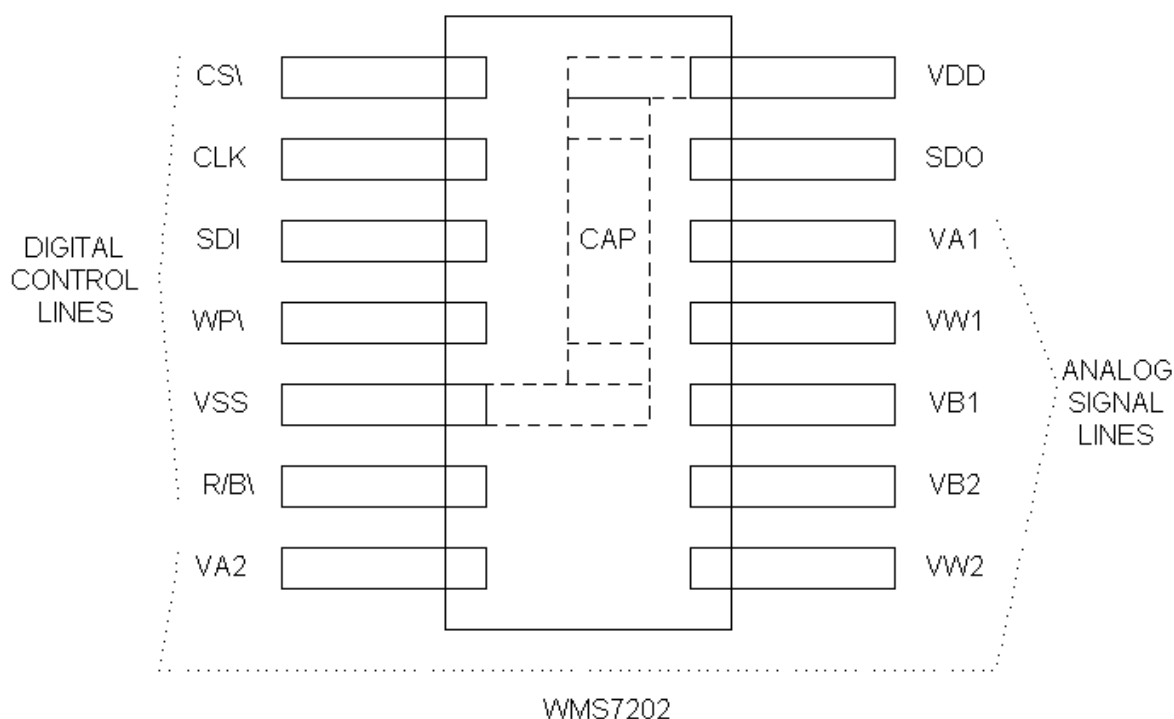 CS\
VDD
CLK
SDO
SDI
CAP
VA1
DIGITAL
CONTROL
LINES
WP\
VW1
VSS
VB1
ANALOG
SIGNAL
LINES
R/B\
VB2
VA2
VW2
WMS7202